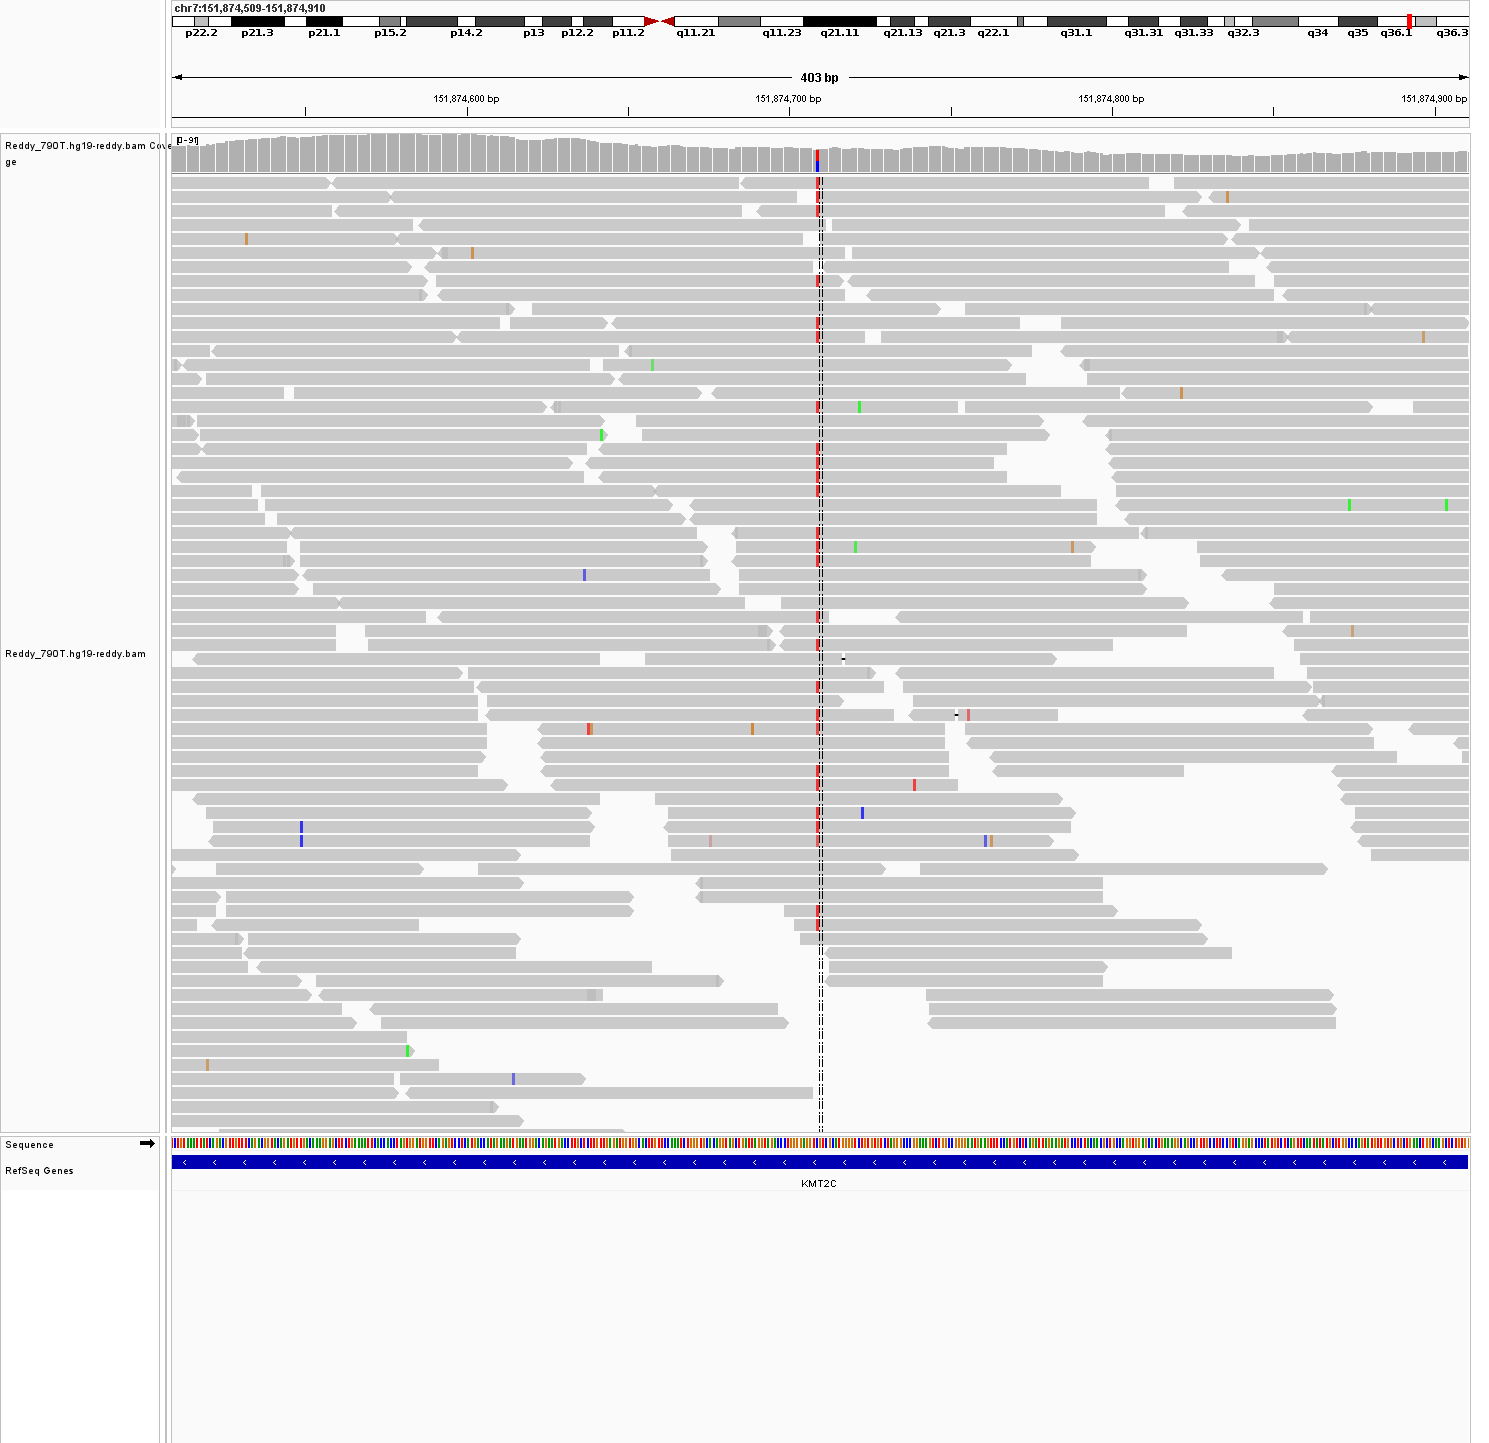 chr7:151,874,509-151,874,910
p22.2 p21.3 p21.1 p15.2 p14.2 p13 p12.2 p11.2 q11.21 q11.23 q21.11 q21.13 q21.3 q22.1 q31.1 q31.31 q31.33 q32.3 q34 q35 q36.1 q36.3
403 bp
151,874,600 bp 151,874,700 bp 151,874,800 bp 151,874,900 bp
[0-91]
Reddy_790T.hg19-reddy.bam Cove
ge
Reddy_790T.hg19-reddy.bam
Sequence
RefSeq Genes
KMT2C